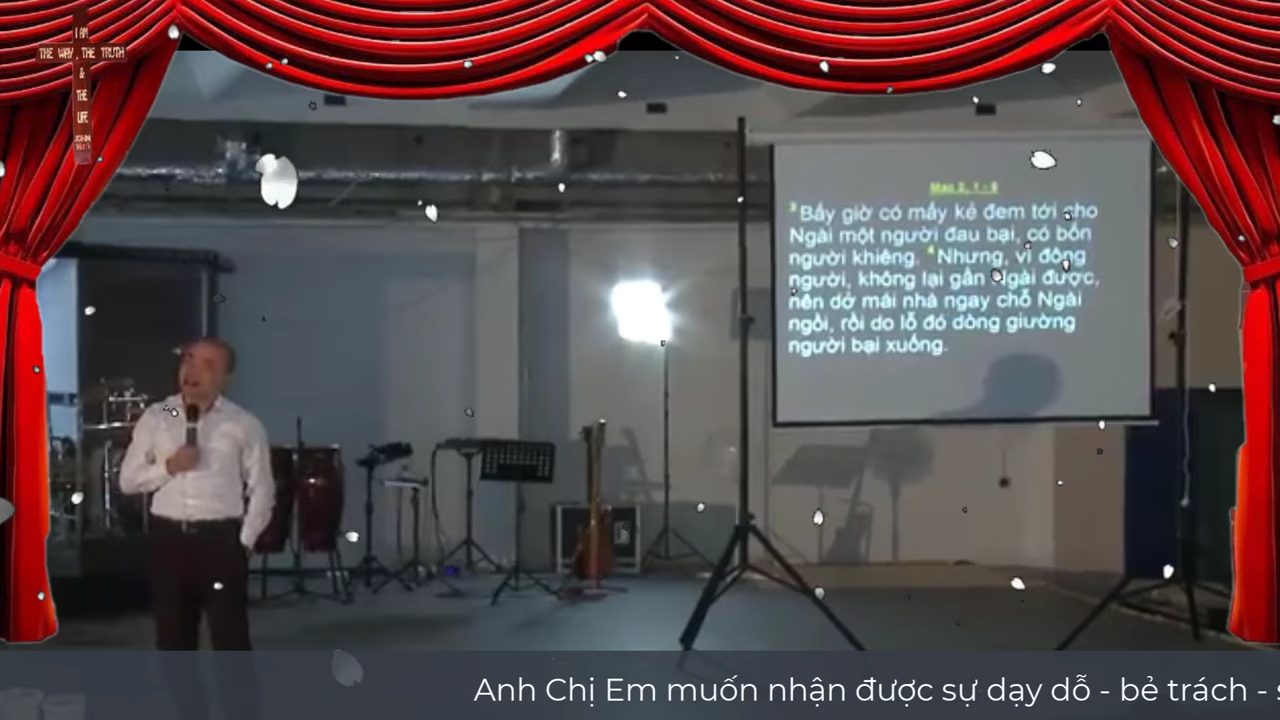 I AM
THE WAY, THE TRUTH
&
THE
LIFE
JOHN
Mac 2, 1 - 5
3 Bấy giờ có mấy kẻ đem tới cho
Ngài một người đau bại, có bốn
người khiêng. 4 Nhưng, vì đông
người, không lại gần Ngài được,
nên dở mái nhà ngay chỗ Ngài
ngồi, rồi do lỗ đó dòng giường
người bại xuống.
Anh Chị Em muốn nhận được sự dạy dỗ - bẻ trách -